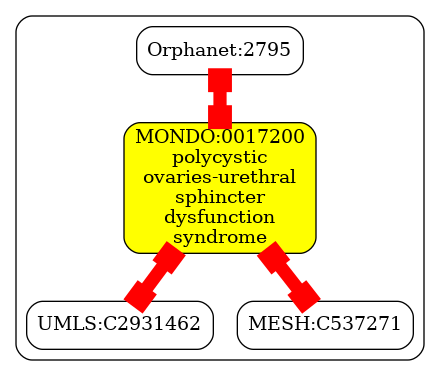 Orphanet:2795
MONDO:0017200
polycystic
ovaries-urethral
sphincter
dysfunction
syndrome
UMLS:C2931462
MESH:C537271